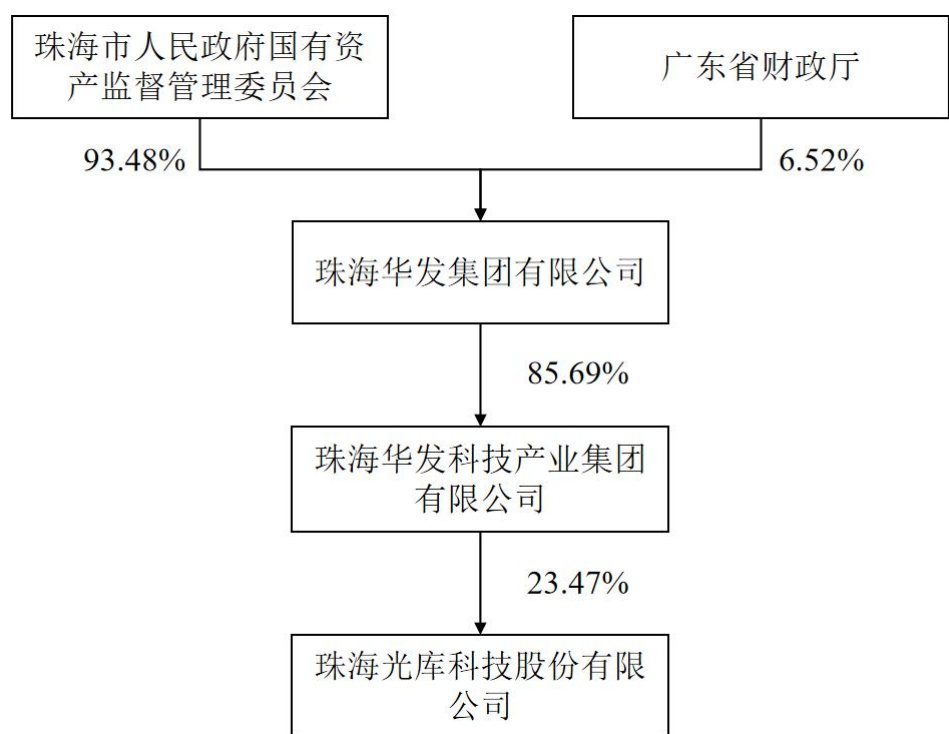 珠海市人民政府国有资
产监督管理委员会
广东省财政厅
93.48%
6.52%
珠海华发集团有限公司
85.69%
珠海华发科技产业集团
有限公司
23.47%
珠海光库科技股份有限
公司